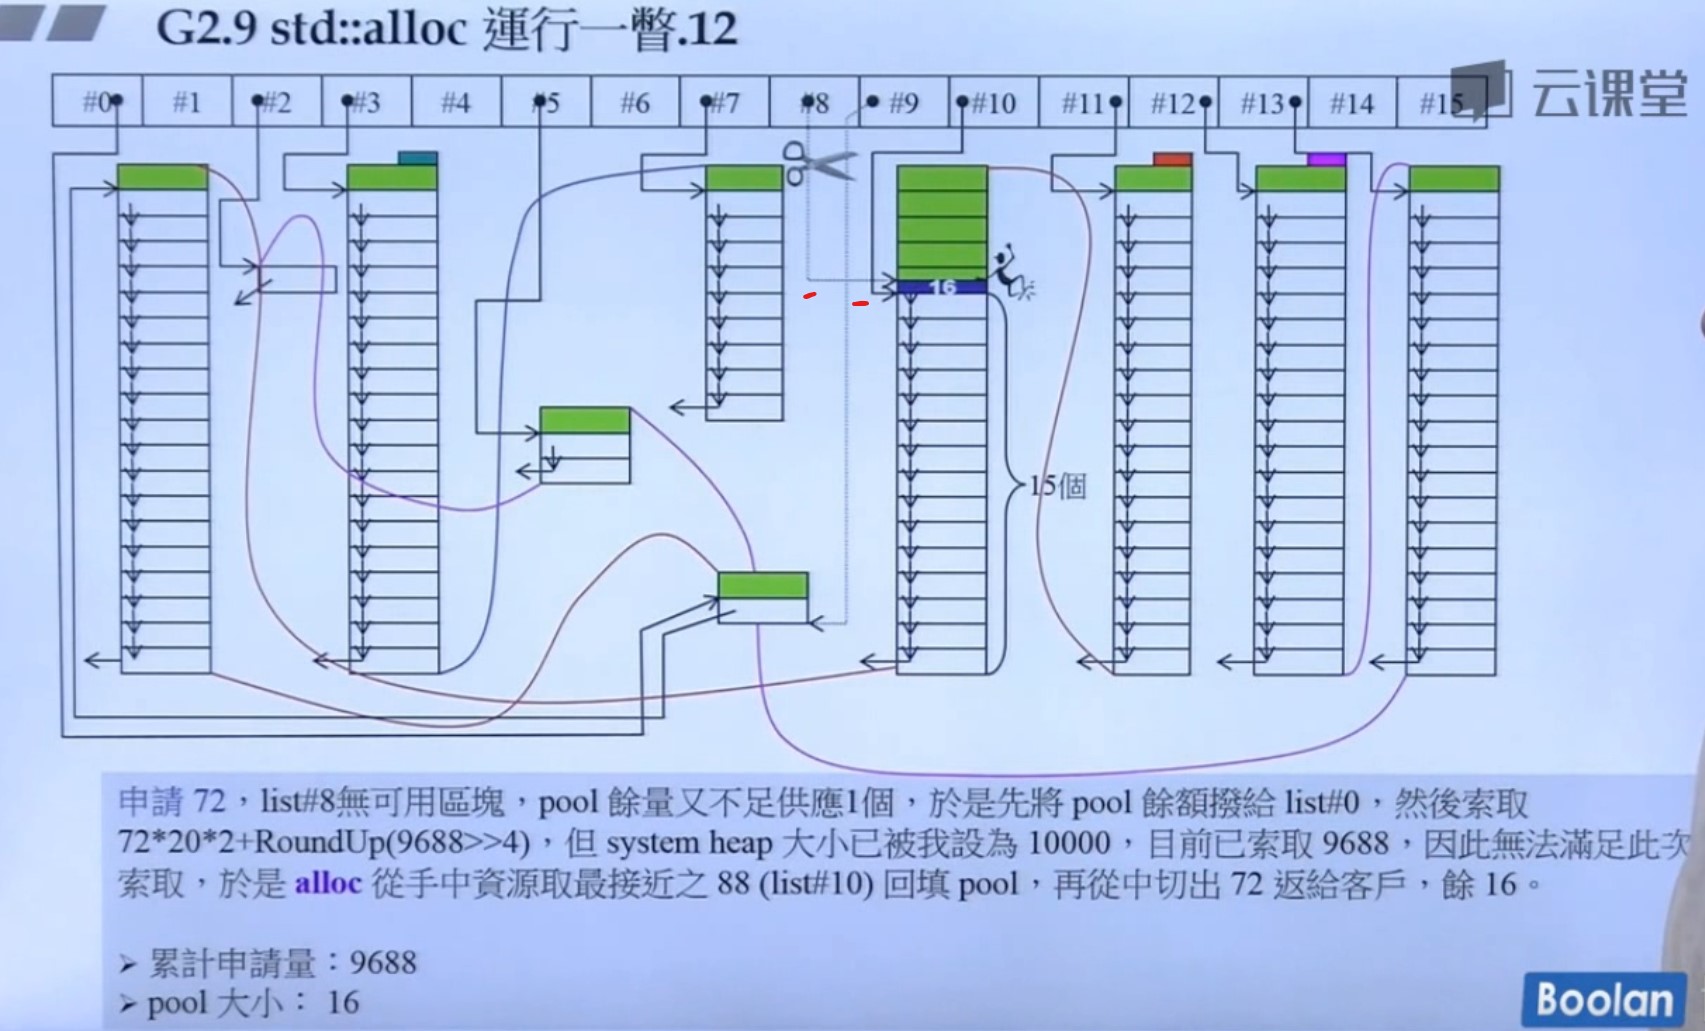 G2.9 std::alloc 運行一瞥.12
云课堂
#0 #1 #2 #3 #4 #5 #6 #7 #8 #9 #10 #11 #12 #13 #14 #15
16
15個
申請 72，list#8無可用區塊，pool 餘量又不足供應1個，於是先將 pool 餘額撥給 list#0，然後索取
72*20*2+RoundUp(9688>>4)，但 system heap 大小已被我設為 10000，目前已索取 9688，因此無法滿足此次
索取，於是 alloc 從手中資源取最接近之 88 (list#10) 回填 pool，再從中切出 72 返給客戶，餘 16。
➢ 累計申請量：9688
➢ pool 大小： 16
Boolan